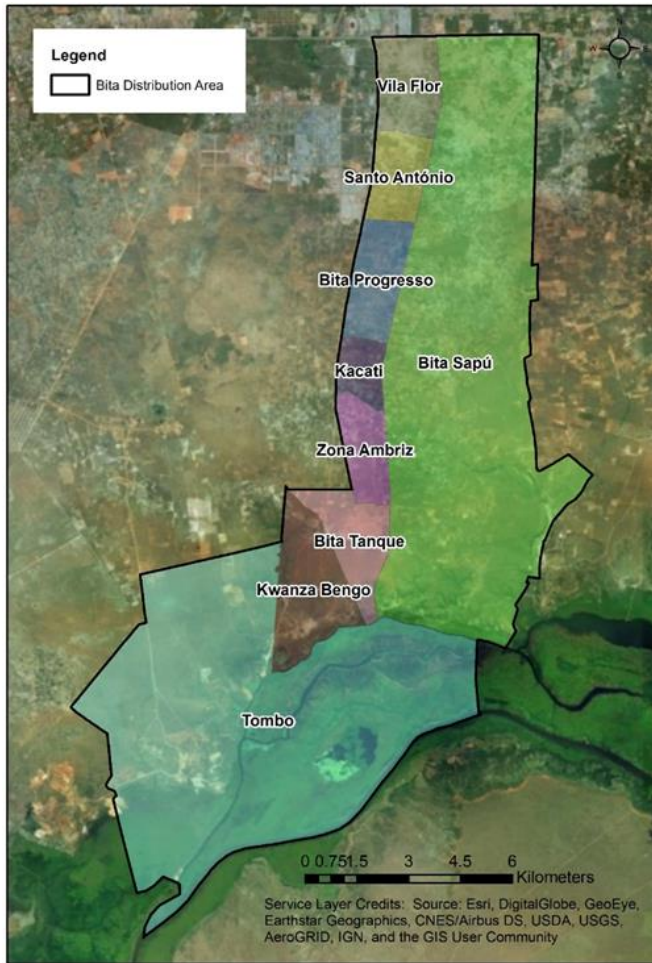 N
W
E
S
Legend
Bita Distribution Area
Vila Flor
Santo António
Bita Progresso
Kacati
Bita Sapú
Zona Ambriz
Bita Tanque
Kwanza Bengo
Tombo
0 0.751.5 3 4.5 6
Kilometers
Service Layer Credits: Source: Esri, DigitalGlobe, GeoEye,
Earthstar Geographics, CNES/Airbus DS, USDA, USGS,
AeroGRID, IGN, and the GIS User Community